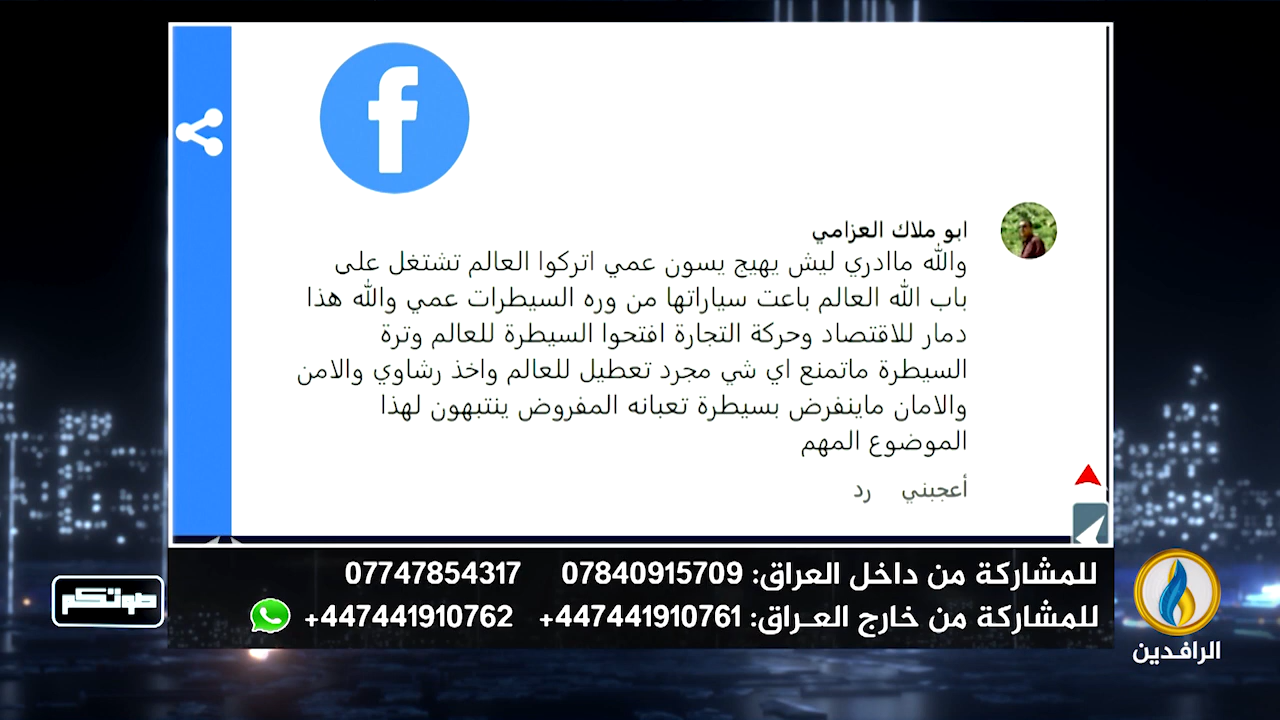 ابو ملاك العزامي
والله ماادري ليش يهيج يسون عمي اتركوا العالم تشتغل على
باب الله العالم باعت سياراتها من وره السيطرات عمي والله هذا
دمار للاقتصاد وحركة التجارة افتحوا السيطرة للعالم وترة
السيطرة ماتمنع اي شي مجرد تعطيل للعالم واخذ رشاوي والامن
والامان ماينفرض بسيطرة تعبانه المفروض ينتبهون لهذا
الموضوع المهم
أعجبني رد
للمشاركة من داخل العراق: 07840915709 07747854317
للمشاركة من خارج العـراق: 447441910761+ 447441910762+
صوتكم
الرافدين